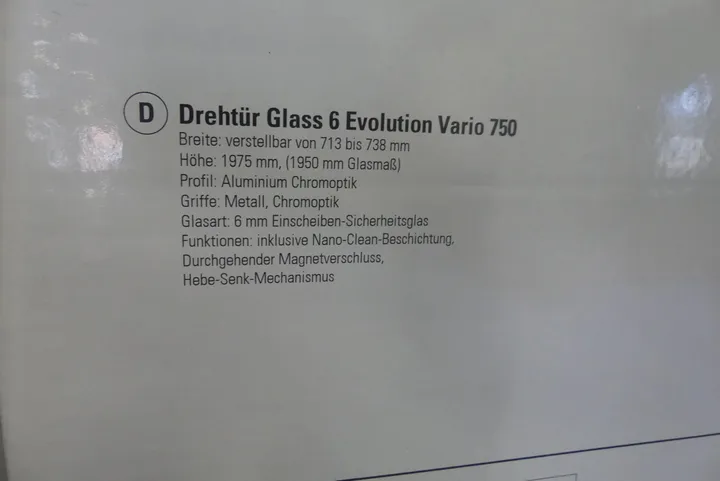 D Drehtür Glass 6 Evolution Vario 750
Breite: verstellbar von 713 bis 738 mm
Höhe: 1975 mm, (1950 mm Glasmaß)
Profil: Aluminium Chromoptik
Griffe: Metall, Chromoptik
Glasart: 6 mm Einscheiben-Sicherheitsglas
Funktionen: inklusive Nano-Clean-Beschichtung,
Durchgehender Magnetverschluss,
Hebe-Senk-Mechanismus